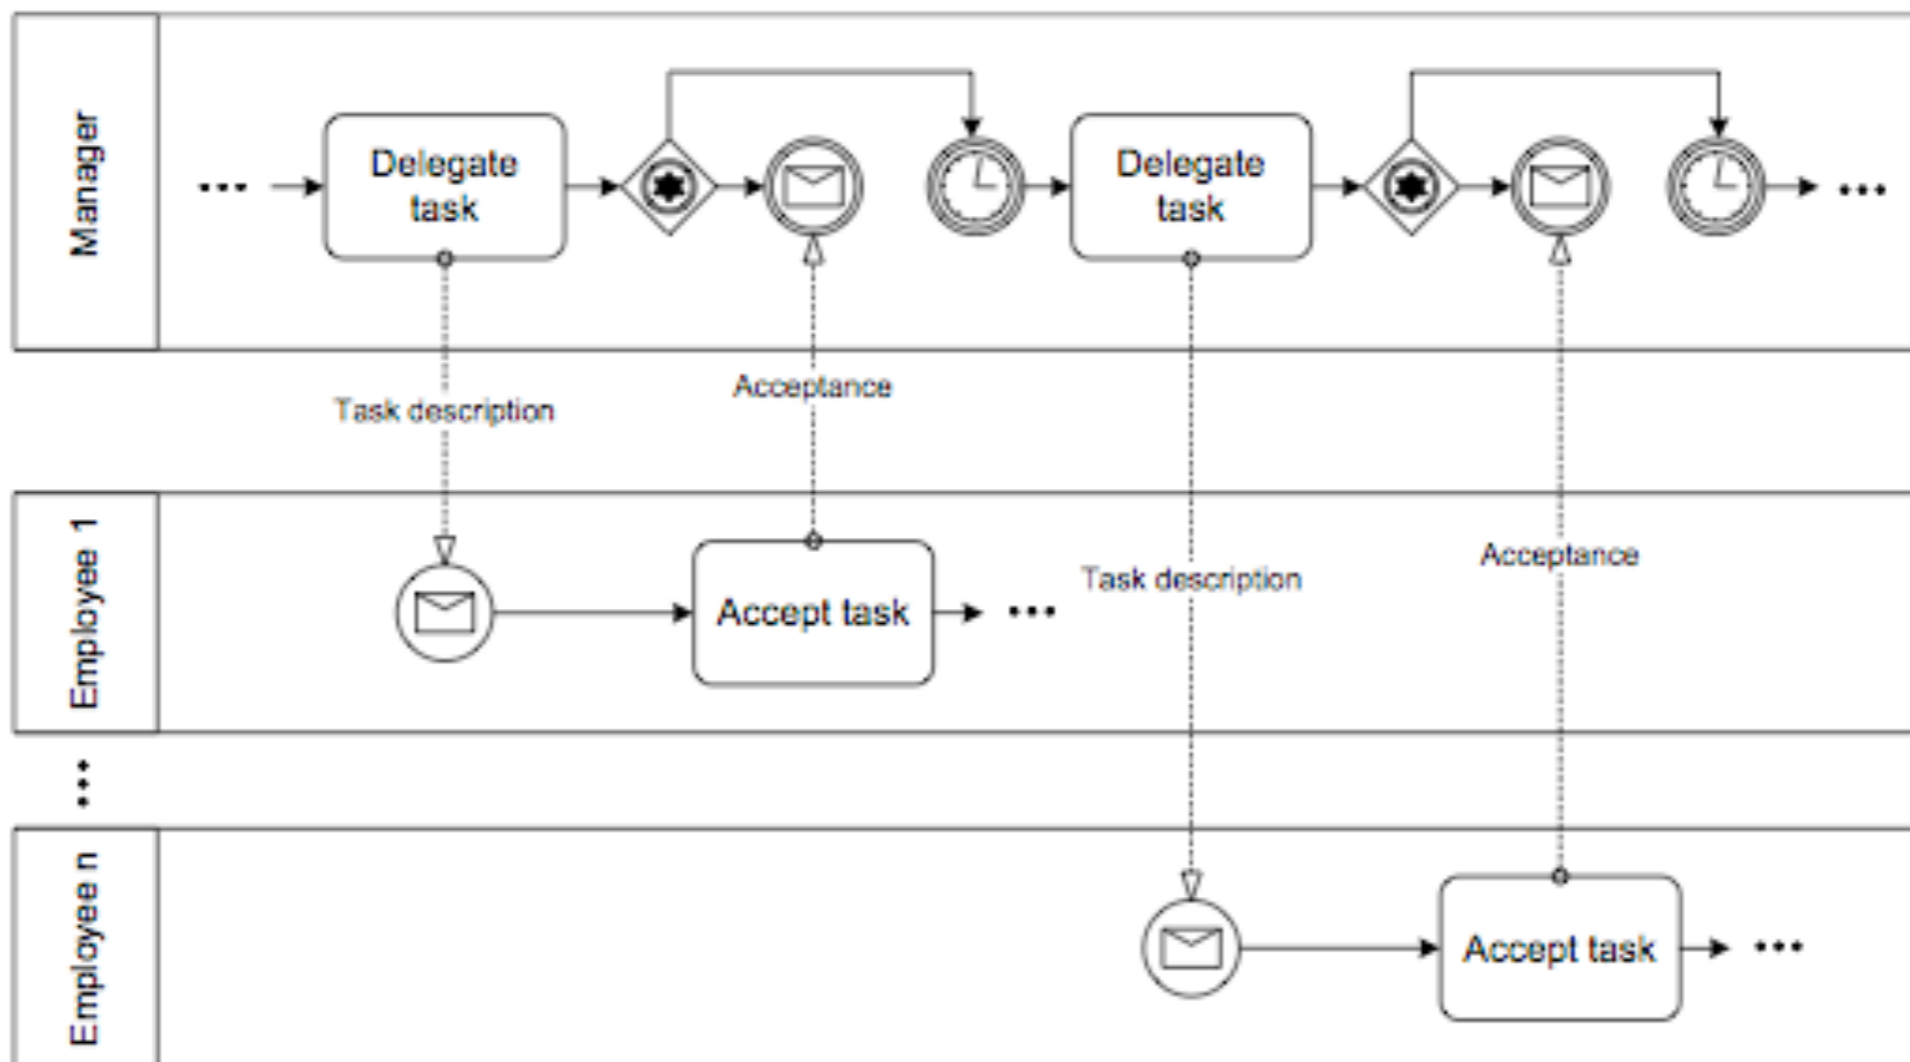 Manager
...
Delegate
task
Delegate
task
...
Task description
Acceptance
Employee 1
Accept task
...
Task description
Acceptance
...
Employee n
Accept task
...